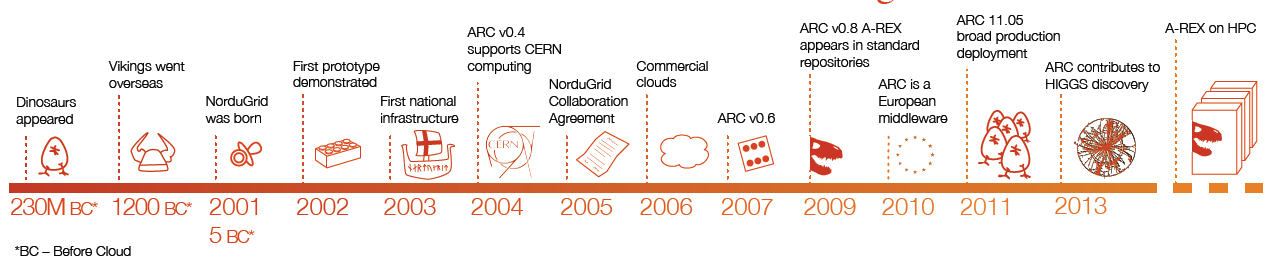 Dinosaurs
appeared
Vikings went
overseas
NorduGrid
was born
First prototype
demonstrated
First national
infrastructure
ARC v0.4
supports CERN
computing
NorduGrid
Collaboration
Agreement
Commercial
clouds
ARC v0.6
ARC v0.8 A-REX
appears in standard
repositories
ARC is a
European
middleware
ARC 11.05
broad production
deployment
ARC contributes to
HIGGS discovery
A-REX on HPC
CERN
230M BC*
1200 BC*
2001
5 BC*
2002
2003
2004
2005
2006
2007
2009
2010
2011
2013
*BC – Before Cloud